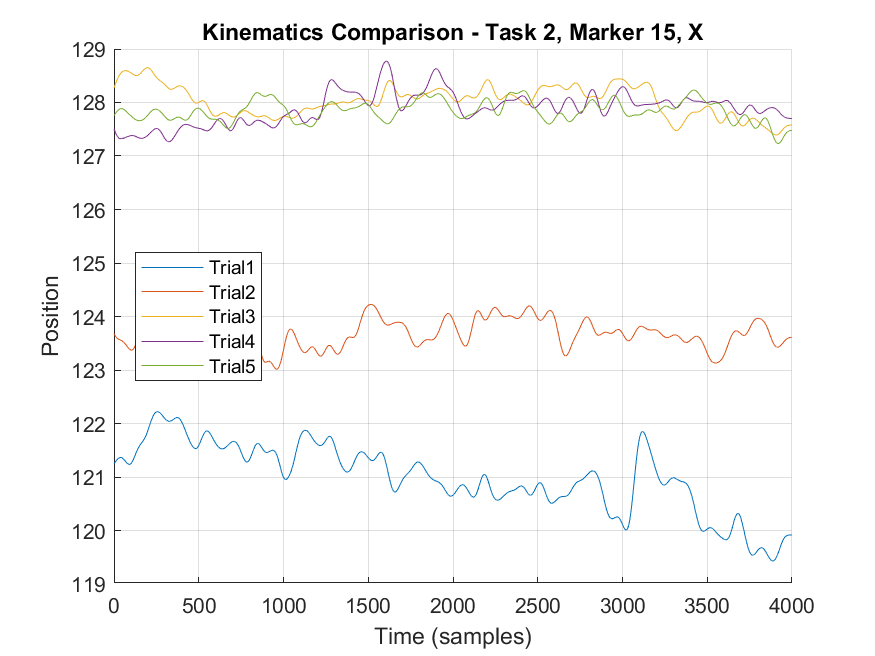 Kinematics Comparison - Task 2, Marker 15, X
129
128
127
126
125
124
123
122
121
120
119
Position
Trial1
Trial2
Trial3
Trial4
Trial5
0 500 1000 1500 2000 2500 3000 3500 4000
Time (samples)